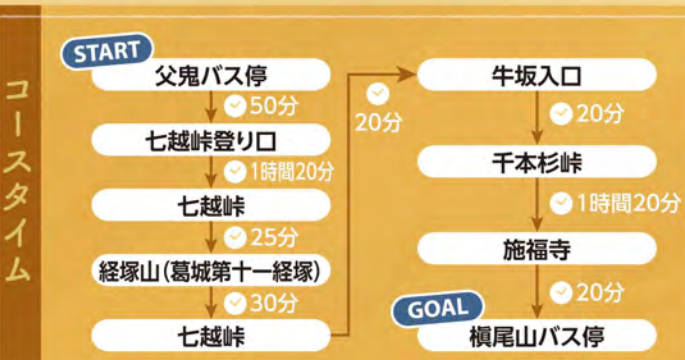 コースタイム
START
父鬼バス停
50分
七越峠登り口
1時間20分
七越峠
25分
経塚山（葛城第十一経塚）
30分
七越峠
20分
牛坂入口
20分
千本杉峠
1時間20分
施福寺
20分
GOAL
槇尾山バス停